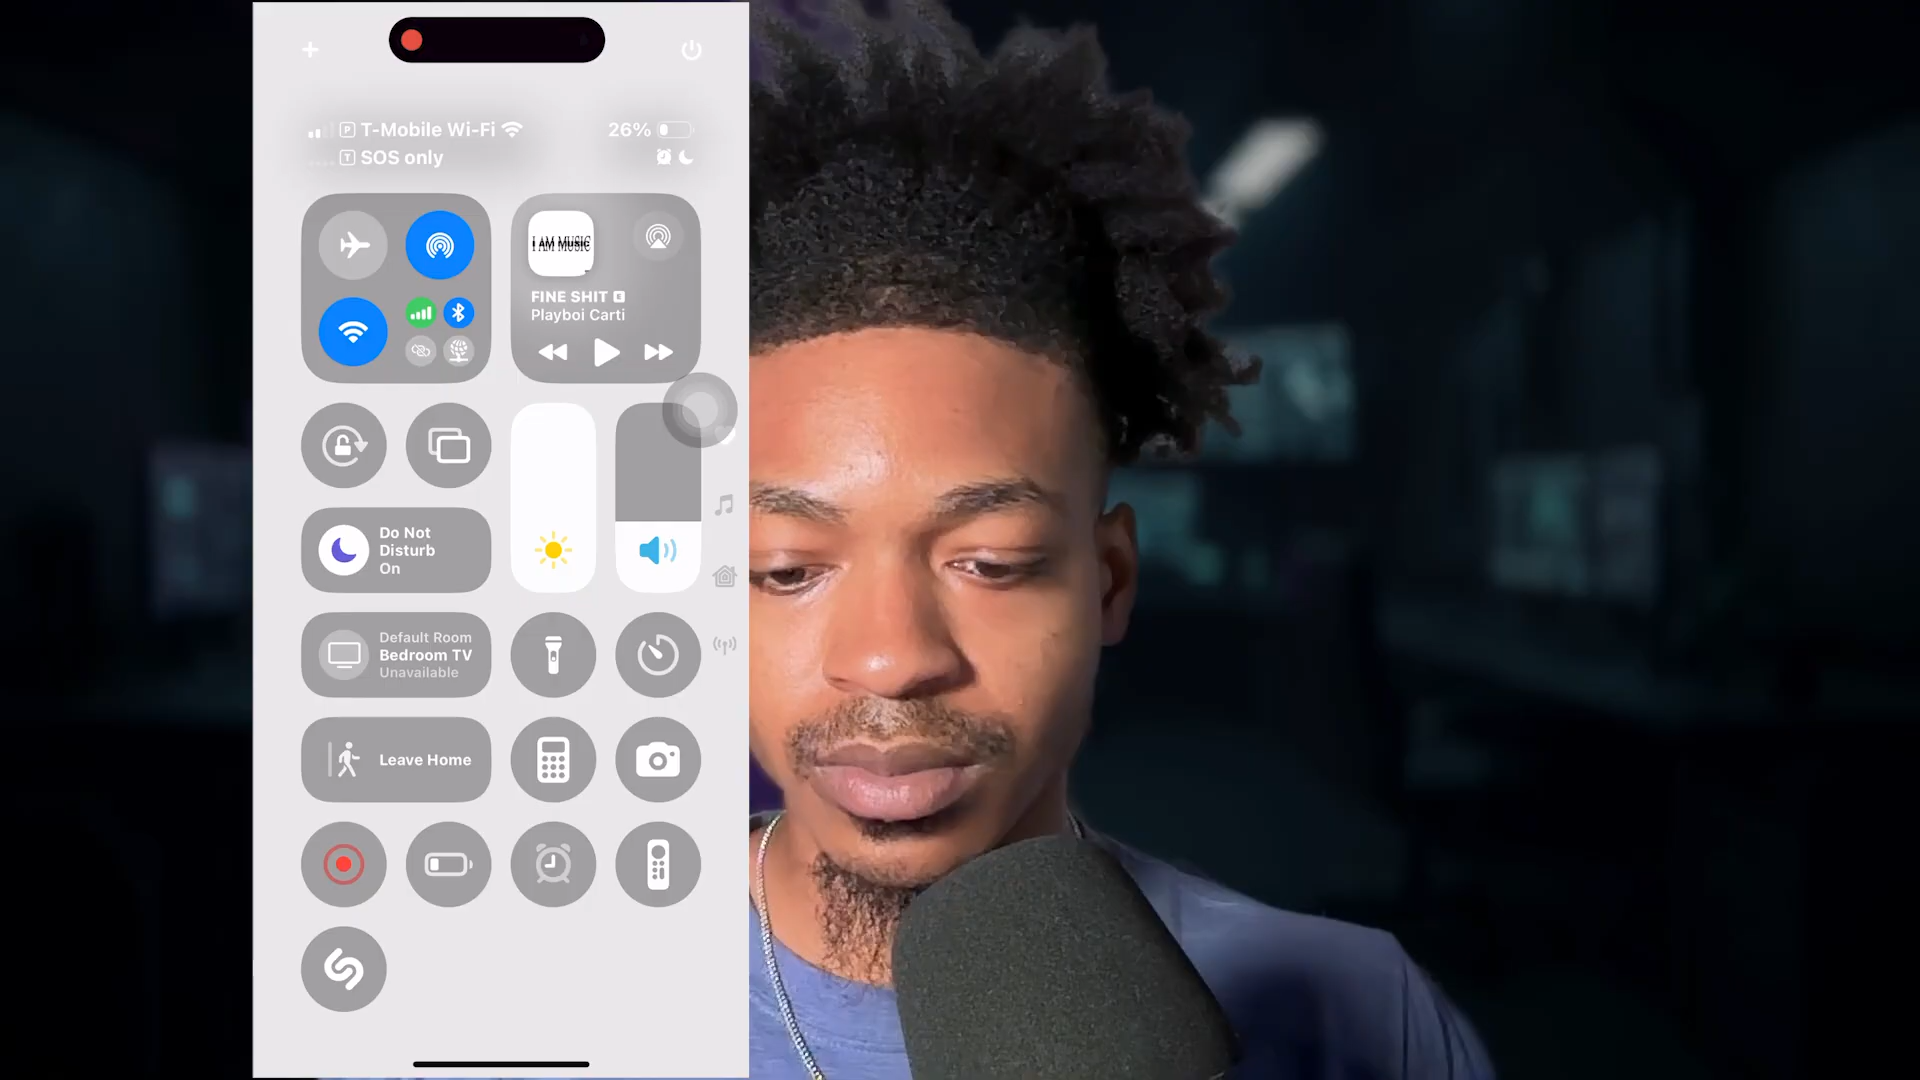 P T-Mobile Wi-Fi 26%
T SOS only
I AM MUSIC
FINE SHIT E
Playboi Carti
Do Not
Disturb
On
Default Room
Bedroom TV
Unavailable
Leave Home